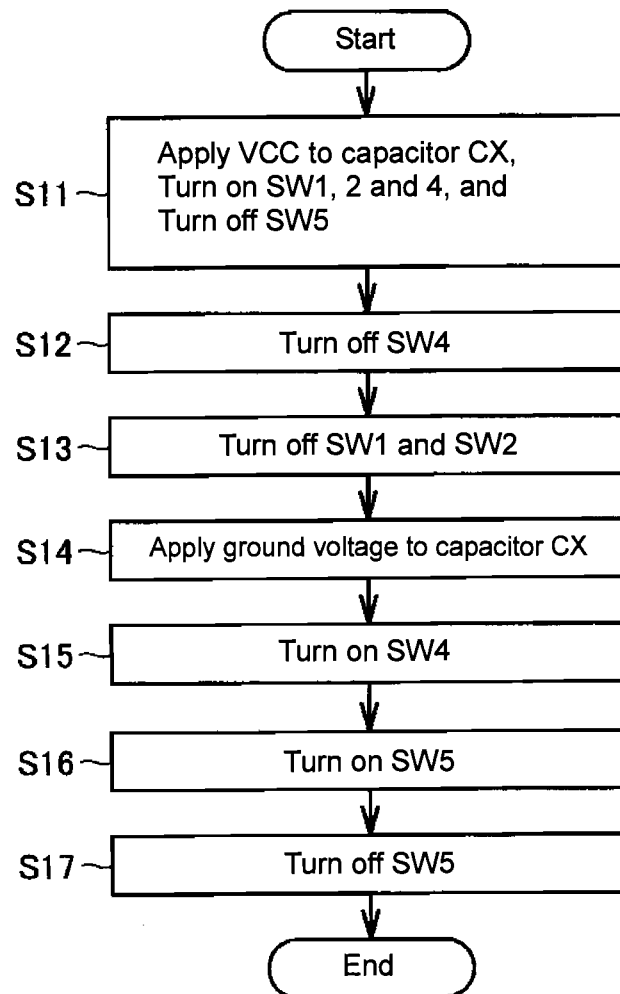 Start
S11
Apply VCC to capacitor CX,
Turn on SW1, 2 and 4, and
Turn off SW5
S12
Turn off SW4
S13
Turn off SW1 and SW2
S14
Apply ground voltage to capacitor CX
S15
Turn on SW4
S16
Turn on SW5
S17
Turn off SW5
End